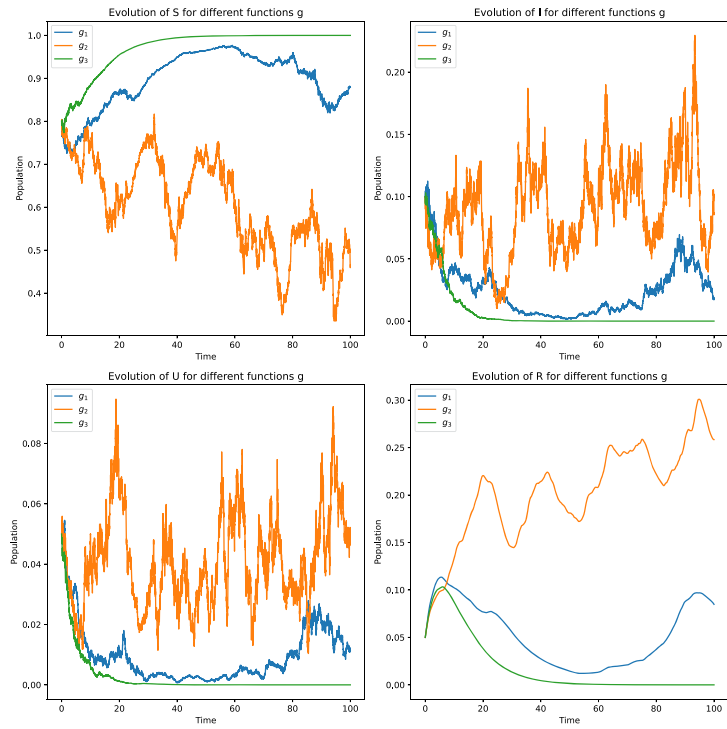 Evolution of S for different functions g
g₁
g₂
g₃
1.0
0.9
0.8
0.7
0.6
0.5
0.4
Population
0
20
40
60
80
100
Time
Evolution of I for different functions g
g₁
g₂
g₃
0,20
0,15
0,10
0,05
0,00
Population
0
20
40
60
80
100
Time
Evolution of U for different functions g
g₁
g₂
g₃
0,08
0,06
0,04
0,02
0,00
Population
0
20
40
60
80
100
Time
Evolution of R for different functions g
g₁
g₂
g₃
0,30
0,25
0,20
0,15
0,10
0,05
0,00
Population
0
20
40
60
80
100
Time